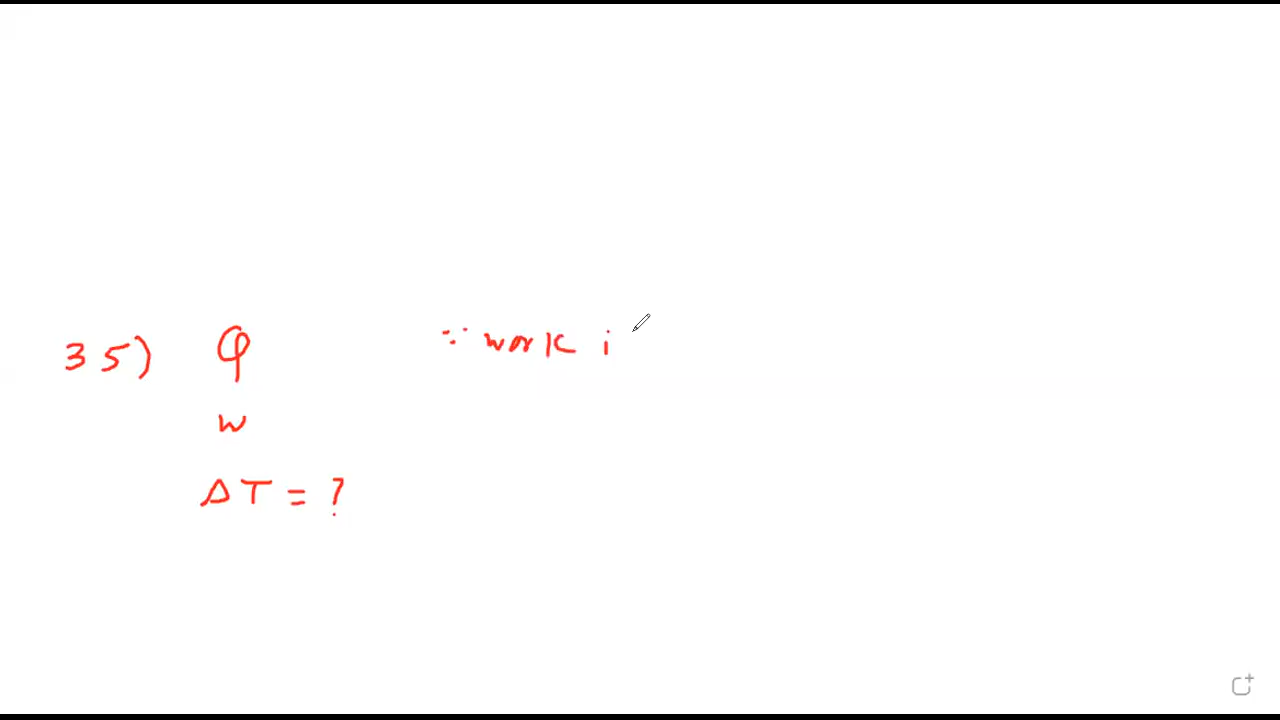 35) Q ∵ work i
W
ΔT = ?